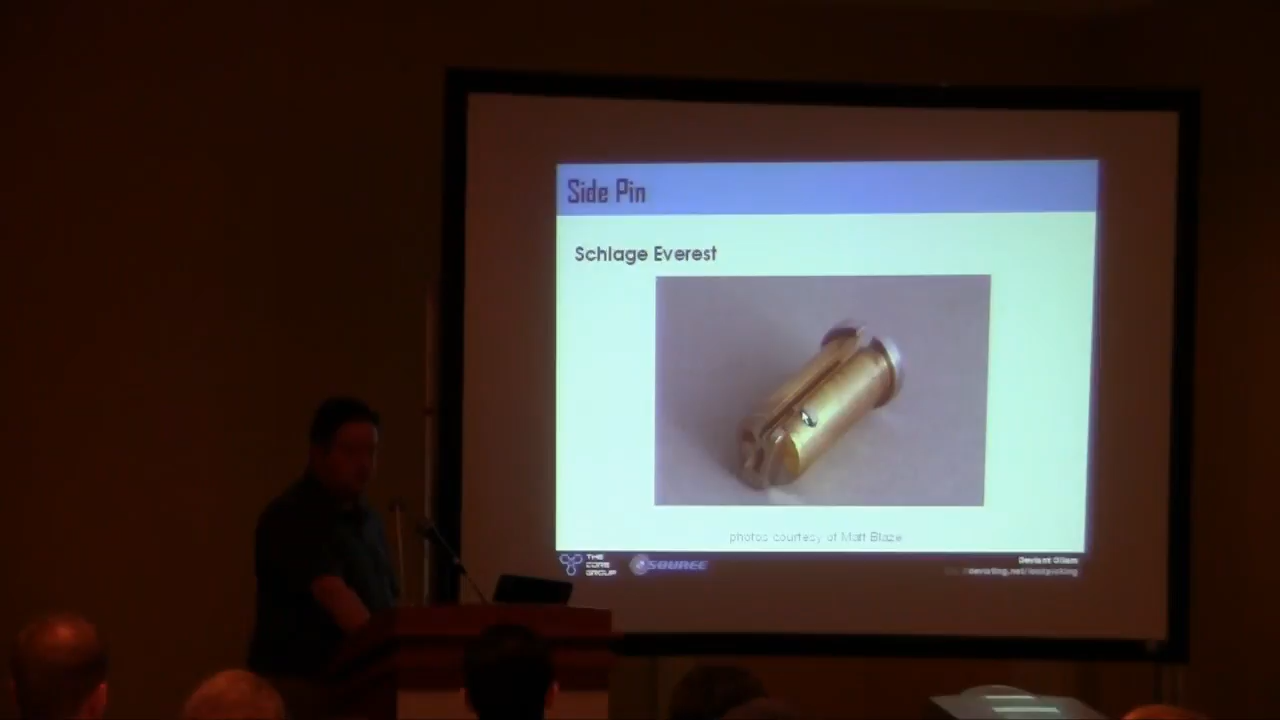 Side Pin
Schlage Everest
photos courtesy of Matt Blaze
THE
CORE
GROUP
SOURCE
Deviant Ollam